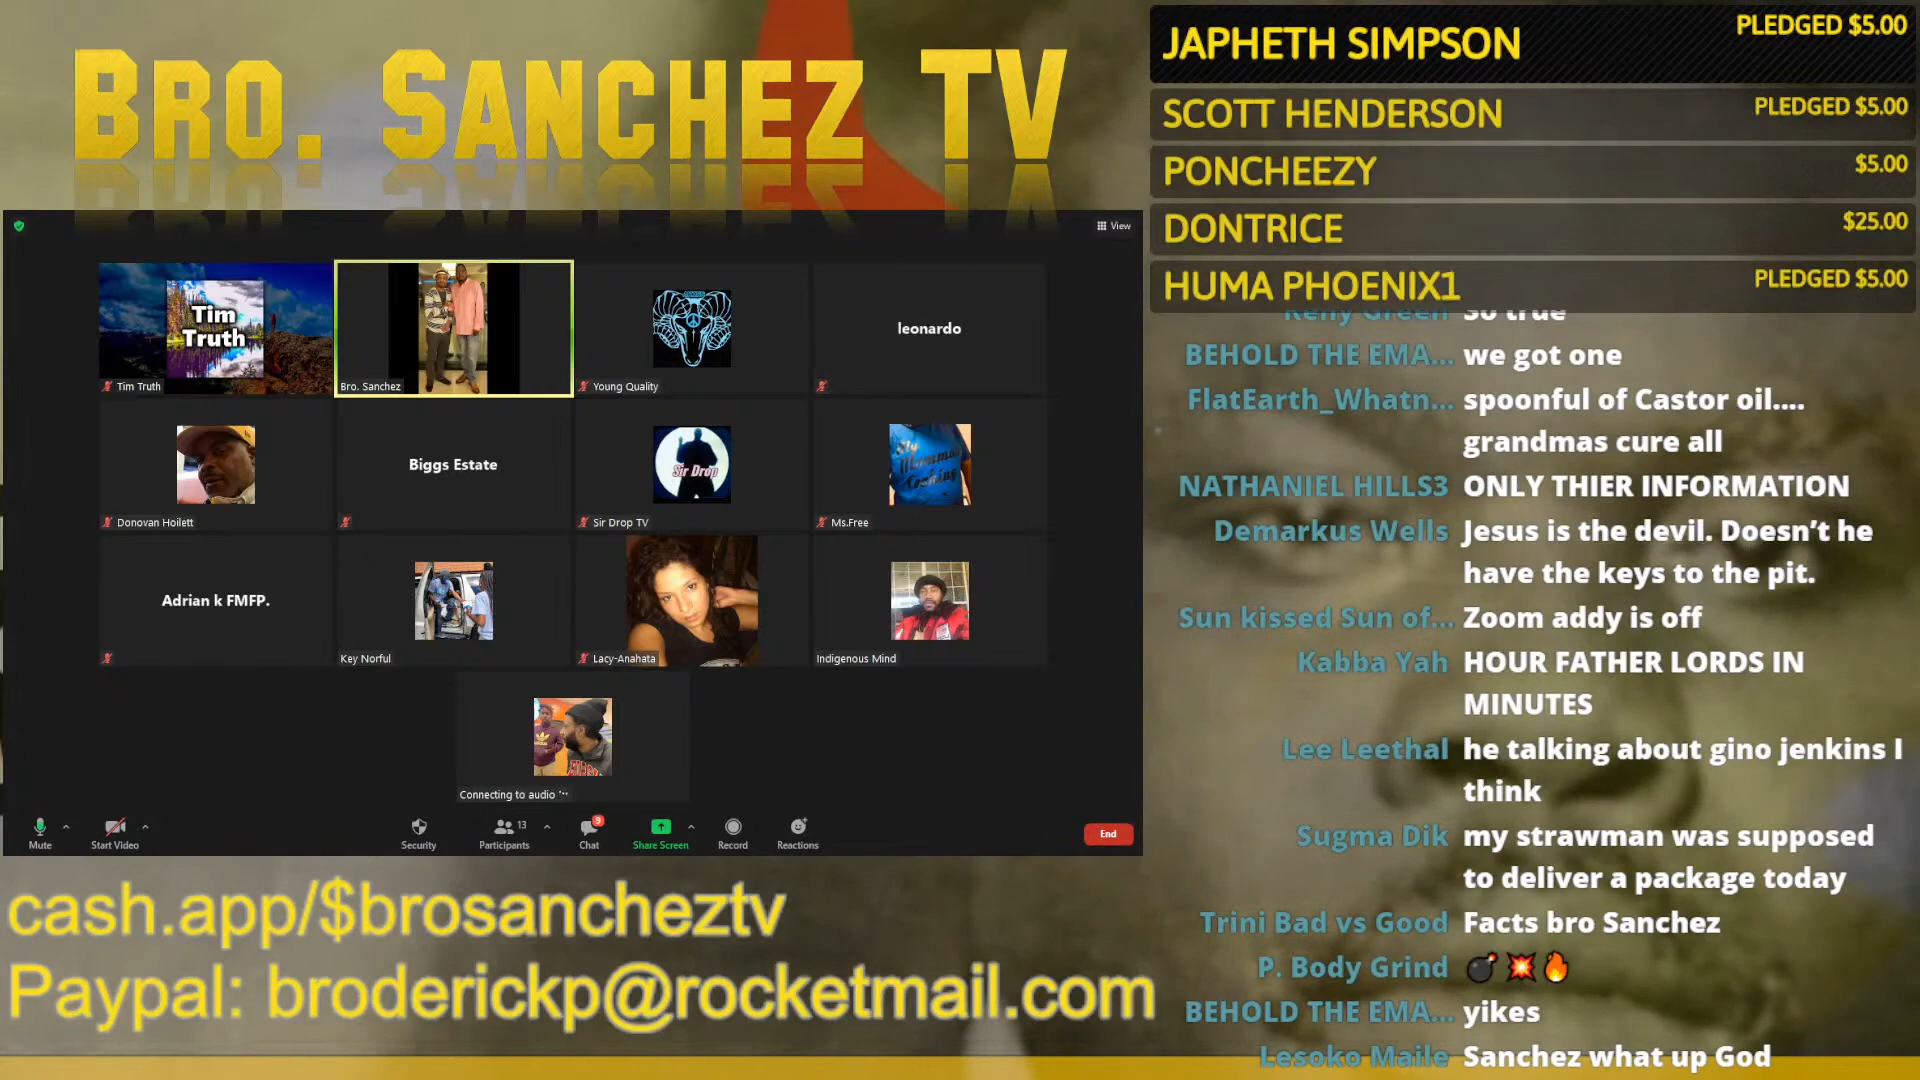 BRO. SANCHEZ TV
View
Tim
Truth
Tim Truth
Bro. Sanchez
Young Quality
leonardo
Donovan Hoilett
Biggs Estate
Sir Drop
Sir Drop TV
Ms.Free
Adrian k FMFP.
Key Norful
Lacy-Anahata
Indigenous Mind
Connecting to audio ...
Mute
Start Video
Security
13
Participants
9
Chat
Share Screen
Record
Reactions
End
cash.app/$brosancheztv
Paypal: broderickp@rocketmail.com
JAPHETH SIMPSON PLEDGED $5.00
SCOTT HENDERSON PLEDGED $5.00
PONCHEEZY $5.00
DONTRICE $25.00
HUMA PHOENIX1 PLEDGED $5.00
So true
BEHOLD THE EMA... we got one
FlatEarth_Whatn... spoonful of Castor oil....
grandmas cure all
NATHANIEL HILLS3 ONLY THIER INFORMATION
Demarkus Wells Jesus is the devil. Doesn’t he
have the keys to the pit.
Sun kissed Sun of... Zoom addy is off
Kabba Yah HOUR FATHER LORDS IN
MINUTES
Lee Leethal he talking about gino jenkins I
think
Sugma Dik my strawman was supposed
to deliver a package today
Trini Bad vs Good Facts bro Sanchez
P. Body Grind 💣💥🔥
BEHOLD THE EMA... yikes
Lesoko Maile Sanchez what up God